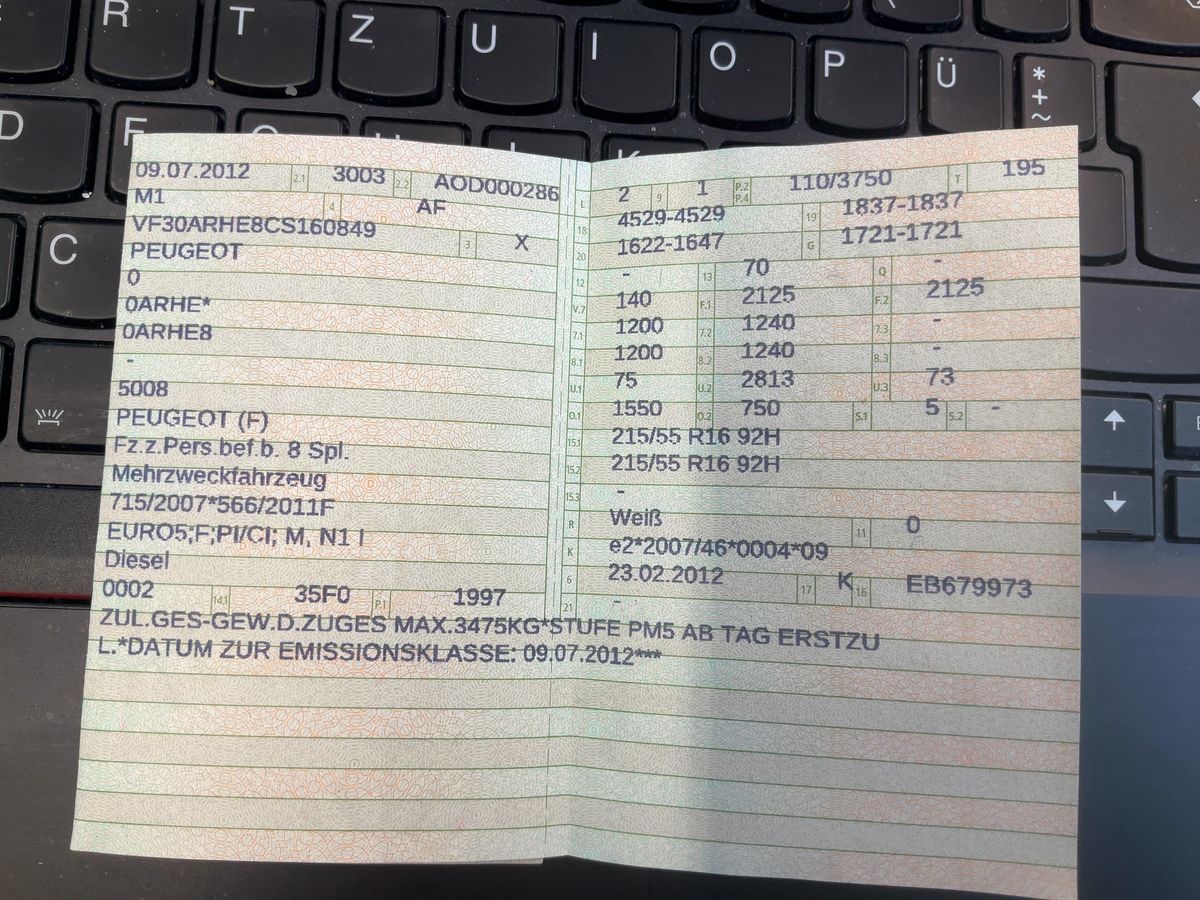 R T Z U I O P Ü * + ~
D F
C
09.07.2012 2.1 3003 2.2 AOD000286
M1 4 AF
VF30ARHE8CS160849 3 X
PEUGEOT
0
0ARHE*
0ARHE8
-
5008
PEUGEOT (F)
Fz.z.Pers.bef.b. 8 Spl.
Mehrzweckfahrzeug
715/2007*566/2011F
EURO5;F;PI/CI; M, N1 I
Diesel
0002 14.1 35F0 P.1 1997
L 2 9 1 P.2 P.4 110/3750 T 195
18 4529-4529 19 1837-1837
20 1622-1647 G 1721-1721
12 - 13 70 Q -
V.7 140 F.1 2125 F.2 2125
7.1 1200 7.2 1240 7.3 -
8.1 1200 8.2 1240 8.3 -
U.1 75 U.2 2813 U.3 73
O.1 1550 O.2 750 S.1 5 S.2 -
15.1 215/55 R16 92H
15.2 215/55 R16 92H
15.3 -
R Weiß 11 0
K e2*2007/46*0004*09
6 23.02.2012 17 K 16 EB679973
21 -
ZUL.GES-GEW.D.ZUGES MAX.3475KG*STUFE PM5 AB TAG ERSTZU
L.*DATUM ZUR EMISSIONSKLASSE: 09.07.2012***